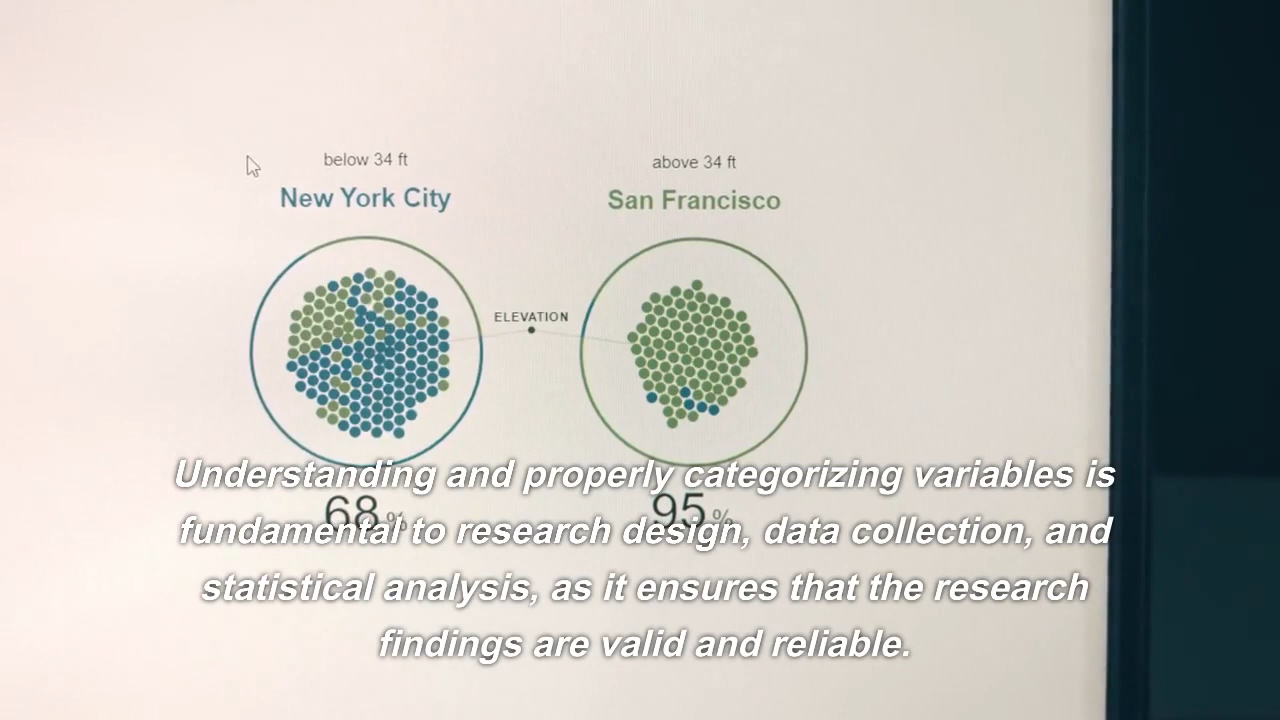 below 34 ft
above 34 ft
New York City
San Francisco
ELEVATION
Understanding and properly categorizing variables is
68%
95%
fundamental to research design, data collection, and
statistical analysis, as it ensures that the research
findings are valid and reliable.